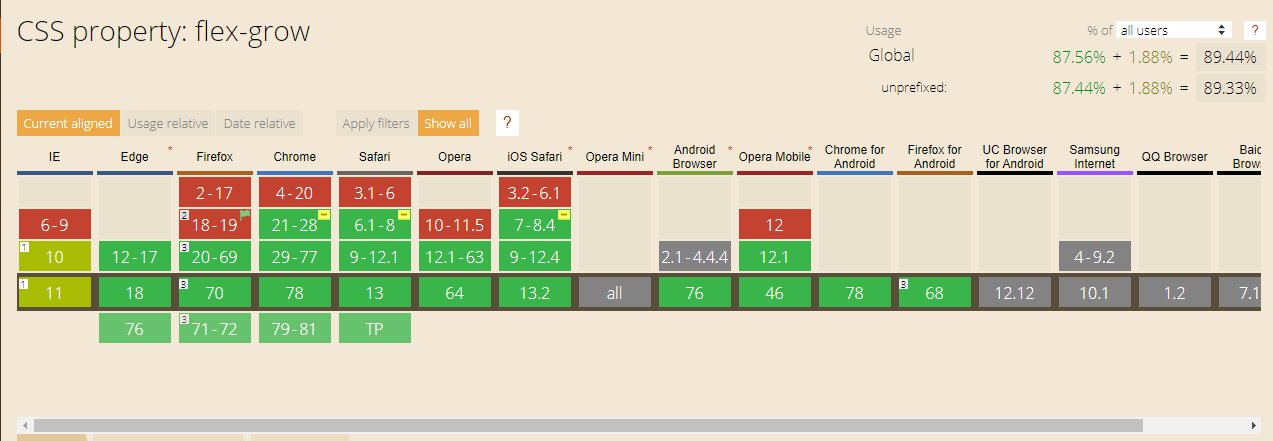 CSS property: flex-grow
Usage % of all users ?
Global 87.56% + 1.88% = 89.44%
unprefixed: 87.44% + 1.88% = 89.33%
Current aligned Usage relative Date relative Apply filters Show all ?
IE Edge * Firefox Chrome Safari Opera iOS Safari * Opera Mini * Android Browser * Opera Mobile * Chrome for Android Firefox for Android UC Browser for Android Samsung Internet QQ Browser Baid Brows
2-17 4-20 3.1-6 3.2-6.1
6-9 2 18-19 21-28 6.1-8 10-11.5 7-8.4 12
1 10 12-17 3 20-69 29-77 9-12.1 12.1-63 9-12.4 2.1-4.4.4 12.1 4-9.2
1 11 18 3 70 78 13 64 13.2 all 76 46 78 3 68 12.12 10.1 1.2 7.1
76 3 71-72 79-81 TP